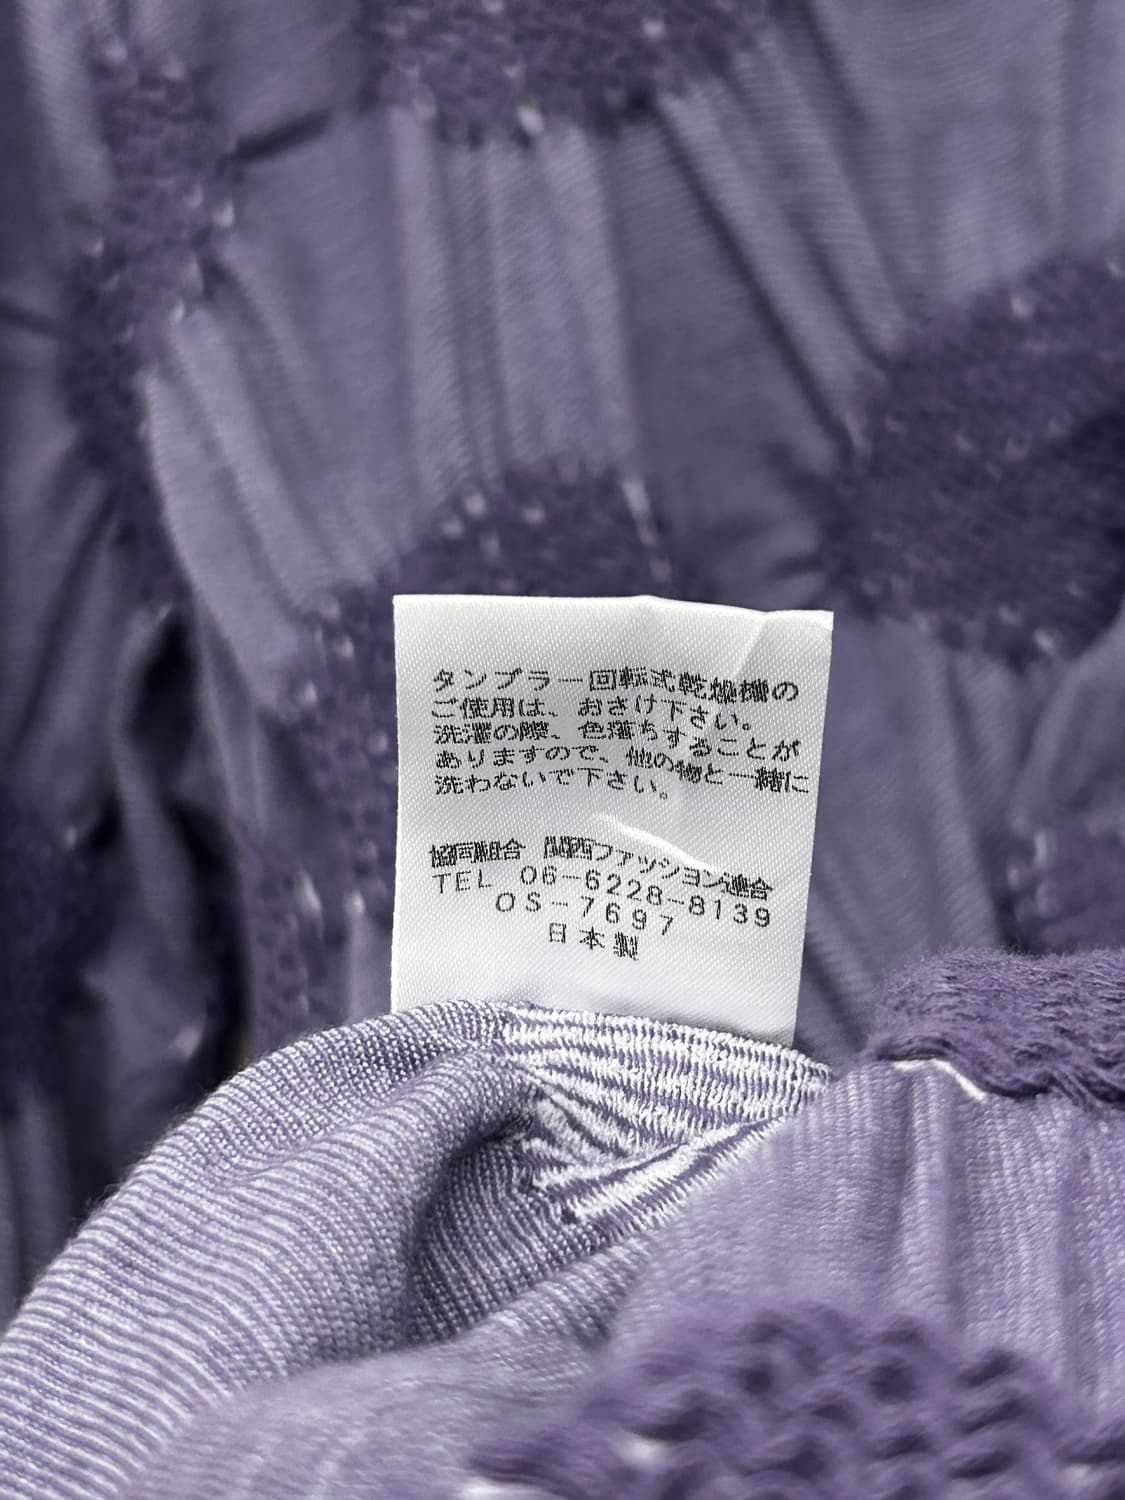 タンブラー回転式乾燥機の
ご使用は、おさけ下さい。
洗濯の際、色落ちすることが
ありますので、他の物と一緒に
洗わないで下さい。
協同組合 関西ファッション連合
TEL 06-6228-8139
OS-7697
日本製